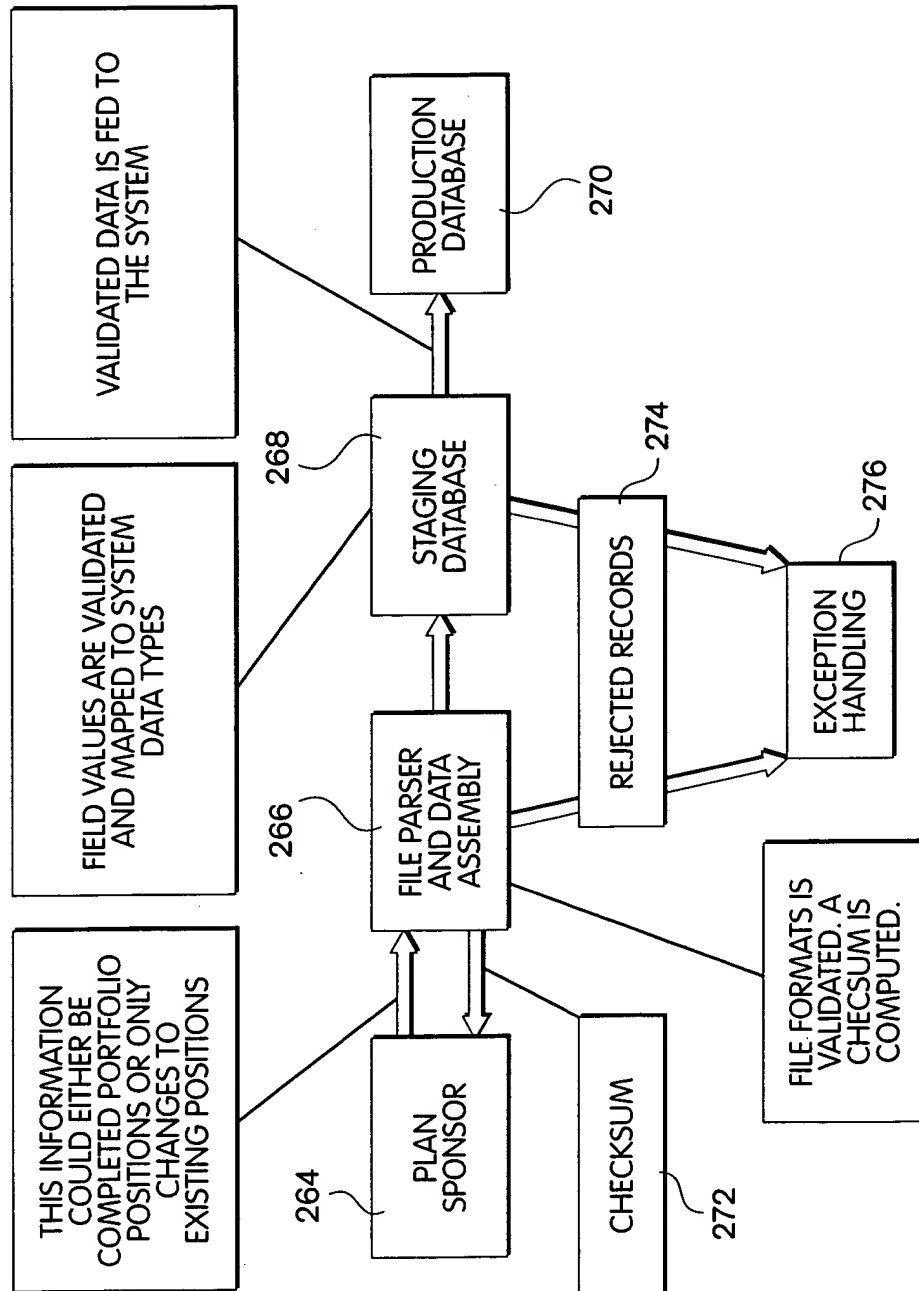 THIS INFORMATION
COULD EITHER BE
COMPLETED PORTFOLIO
POSITIONS OR ONLY
CHANGES TO
EXISTING POSITIONS
FIELD VALUES ARE VALIDATED
AND MAPPED TO SYSTEM
DATA TYPES
VALIDATED DATA IS FED TO
THE SYSTEM
264
PLAN
SPONSOR
266
FILE PARSER
AND DATA
ASSEMBLY
268
STAGING
DATABASE
PRODUCTION
DATABASE
270
CHECKSUM
272
REJECTED RECORDS
274
FILE FORMATS IS
VALIDATED. A
CHECSUM IS
COMPUTED.
EXCEPTION
HANDLING
276